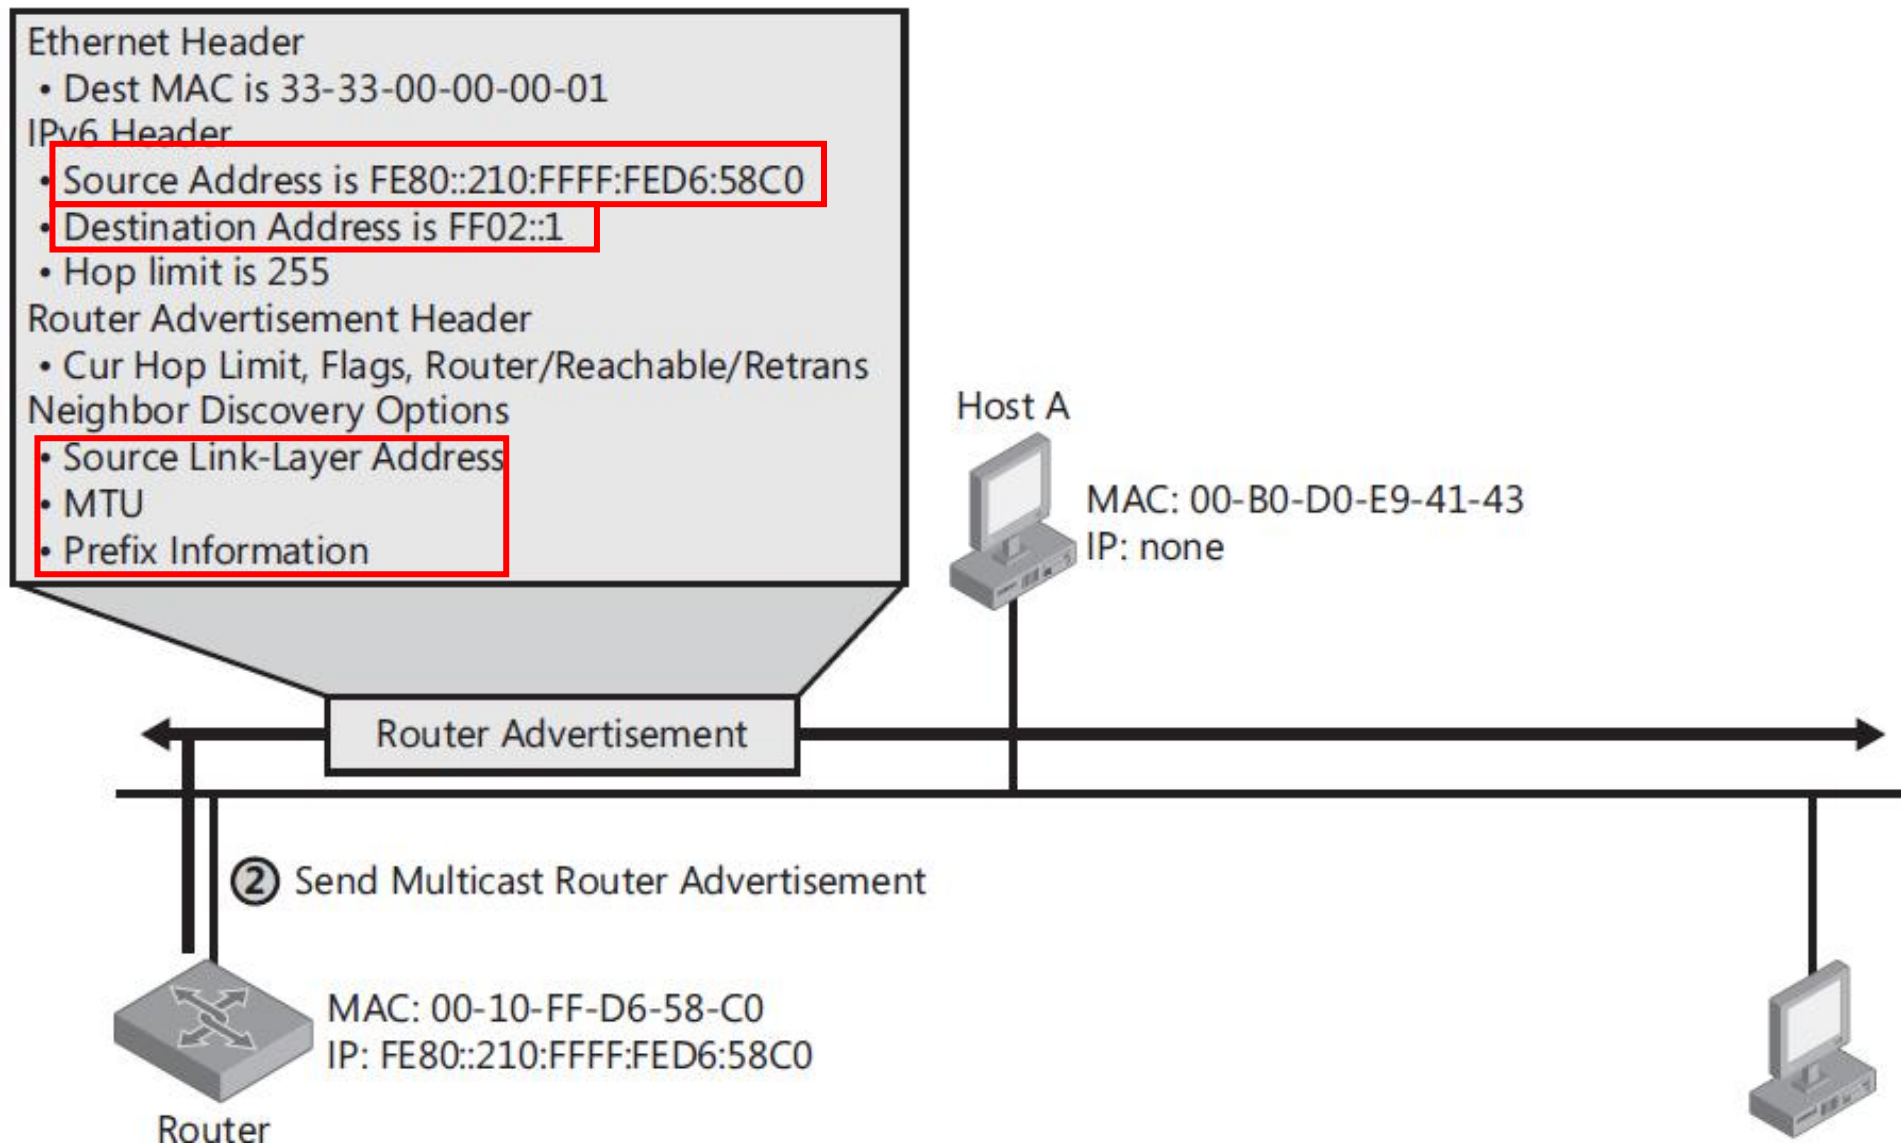 Ethernet Header
• Dest MAC is 33-33-00-00-00-01
IPv6 Header
• Source Address is FE80::210:FFFF:FED6:58C0
• Destination Address is FF02::1
• Hop limit is 255
Router Advertisement Header
• Cur Hop Limit, Flags, Router/Reachable/Retrans
Neighbor Discovery Options
• Source Link-Layer Address
• MTU
• Prefix Information
Host A
MAC: 00-B0-D0-E9-41-43
IP: none
Router Advertisement
2 Send Multicast Router Advertisement
MAC: 00-10-FF-D6-58-C0
IP: FE80::210:FFFF:FED6:58C0
Router